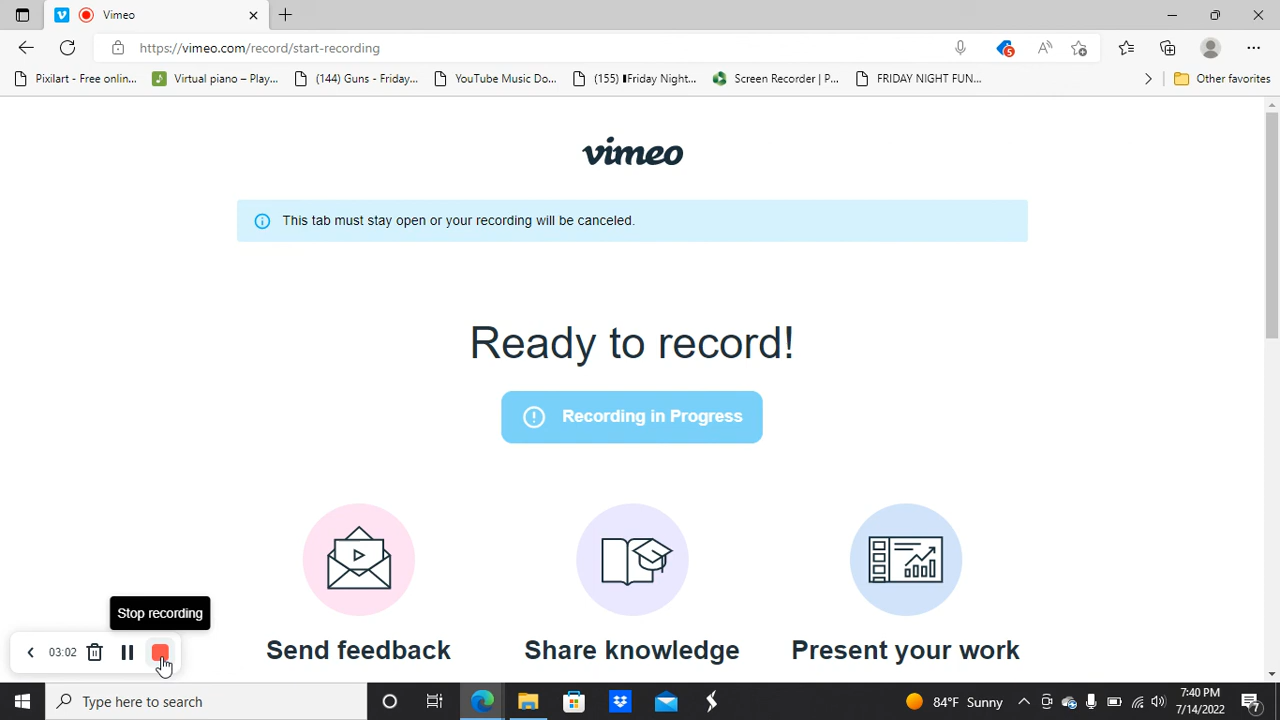 Vimeo
https://vimeo.com/record/start-recording
5
Pixilart - Free onlin...
Virtual piano – Play...
(144) Guns - Friday...
YouTube Music Do...
(155) Friday Night...
Screen Recorder | P...
FRIDAY NIGHT FUN...
Other favorites
vimeo
This tab must stay open or your recording will be canceled.
Ready to record!
Recording in Progress
Stop recording
03:02
Send feedback
Share knowledge
Present your work
Type here to search
84°F Sunny
7:40 PM
7/14/2022
7